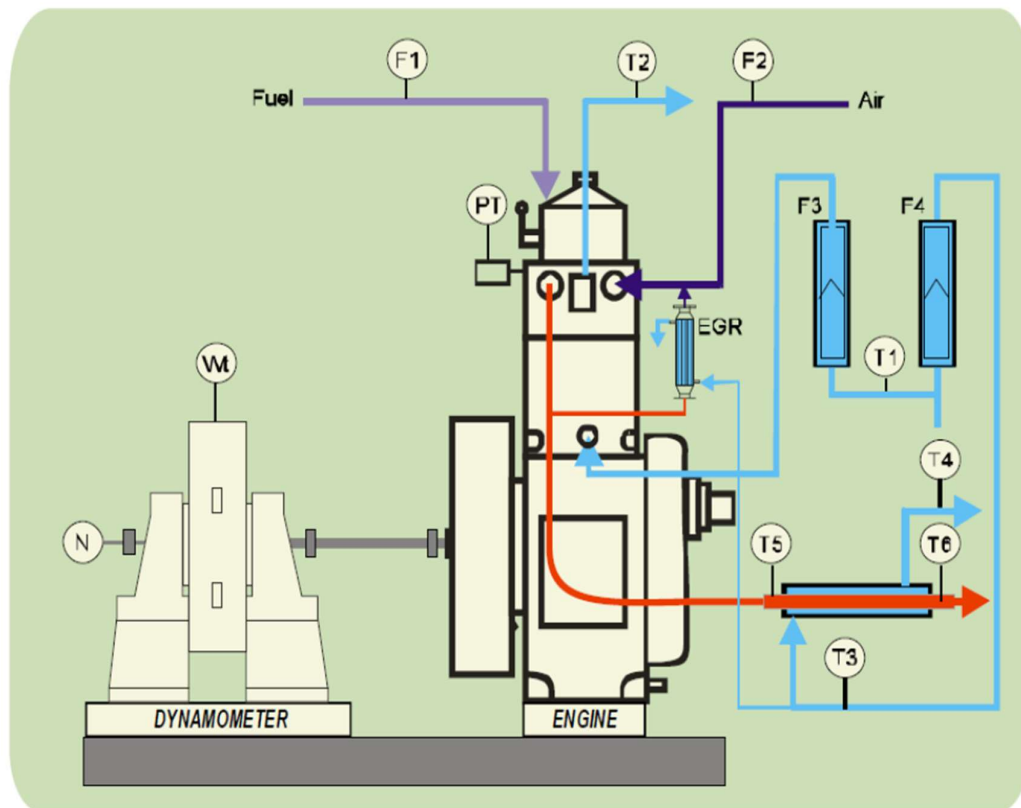 F1
T2
F2
Fuel
Air
PT
F3
F4
EGR
T1
Wt
T4
N
T5
T6
T3
DYNAMOMETER
ENGINE